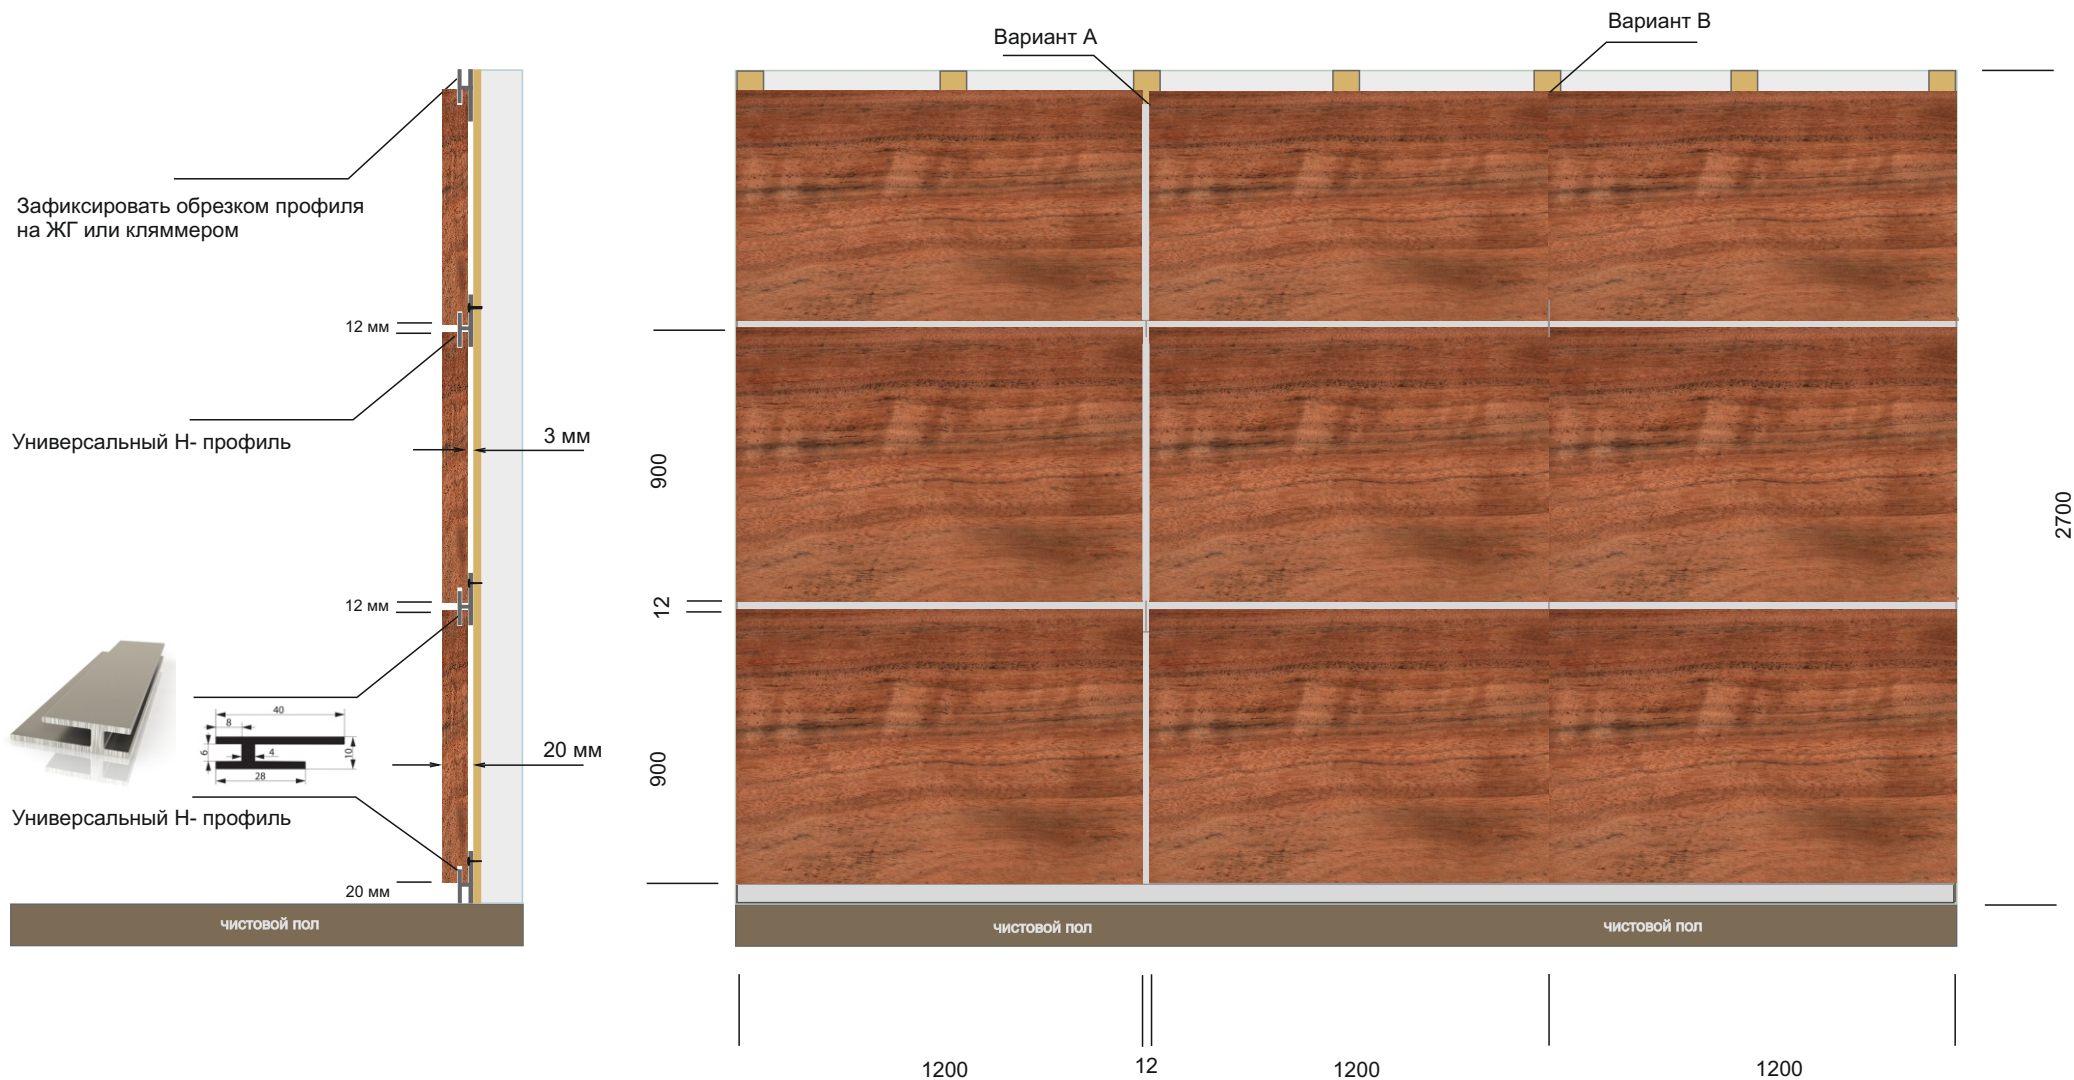 Вариант А
Вариант В
Зафиксировать обрезком профиля
на ЖГ или кляммером
12 мм
Универсальный Н- профиль
3 мм
900
2700
12 мм
12
40
8
6
4
10
28
20 мм
900
Универсальный Н- профиль
20 мм
чистовой пол
чистовой пол
чистовой пол
1200
12
1200
1200